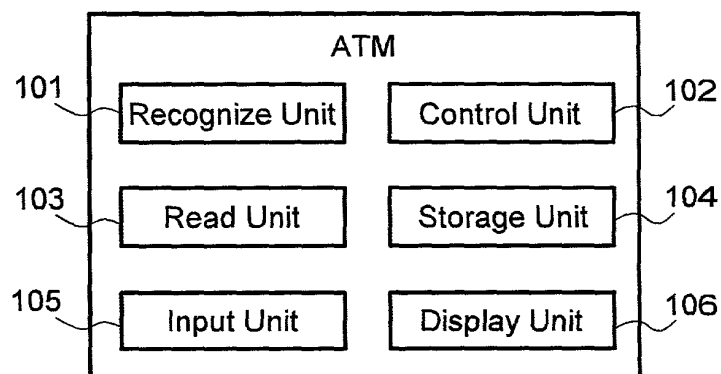 ATM
101 Recognize Unit Control Unit 102
103 Read Unit Storage Unit 104
105 Input Unit Display Unit 106